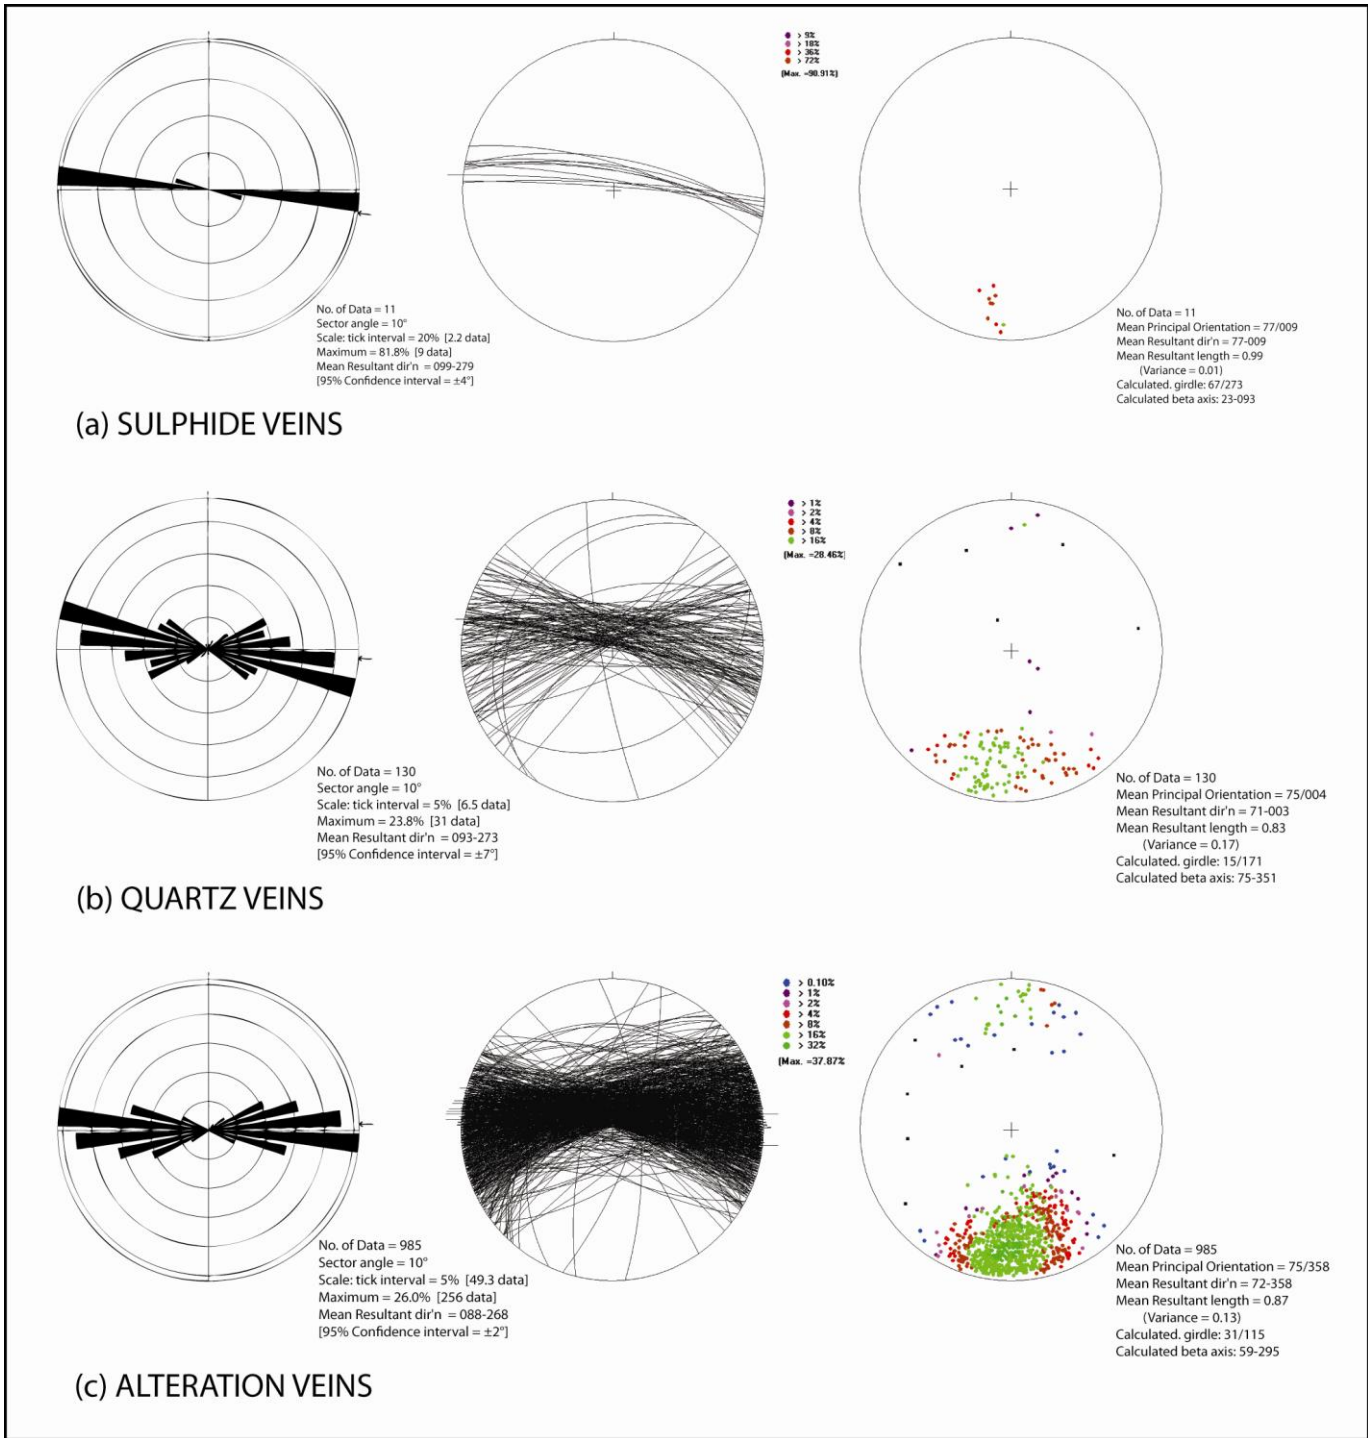 > 9%
> 18%
> 36%
> 72%
(Max. =90.91%)
No. of Data = 11
Sector angle = 10°
Scale: tick interval = 20% [2.2 data]
Maximum = 81.8% [9 data]
Mean Resultant dir'n = 099-279
[95% Confidence interval = ±4°]
No. of Data = 11
Mean Principal Orientation = 77/009
Mean Resultant dir'n = 77-009
Mean Resultant length = 0.99
(Variance = 0.01)
Calculated. girdle: 67/273
Calculated beta axis: 23-093
(a) SULPHIDE VEINS
> 1%
> 2%
> 4%
> 8%
> 16%
(Max. =28.46%)
No. of Data = 130
Sector angle = 10°
Scale: tick interval = 5% [6.5 data]
Maximum = 23.8% [31 data]
Mean Resultant dir'n = 093-273
[95% Confidence interval = ±7°]
No. of Data = 130
Mean Principal Orientation = 75/004
Mean Resultant dir'n = 71-003
Mean Resultant length = 0.83
(Variance = 0.17)
Calculated. girdle: 15/171
Calculated beta axis: 75-351
(b) QUARTZ VEINS
> 0.10%
> 1%
> 2%
> 4%
> 8%
> 16%
> 32%
(Max. =37.87%
No. of Data = 985
Sector angle = 10°
Scale: tick interval = 5% [49.3 data]
Maximum = 26.0% [256 data]
Mean Resultant dir'n = 088-268
[95% Confidence interval = ±2°]
No. of Data = 985
Mean Principal Orientation = 75/358
Mean Resultant dir'n = 72-358
Mean Resultant length = 0.87
(Variance = 0.13)
Calculated. girdle: 31/115
Calculated beta axis: 59-295
(c) ALTERATION VEINS